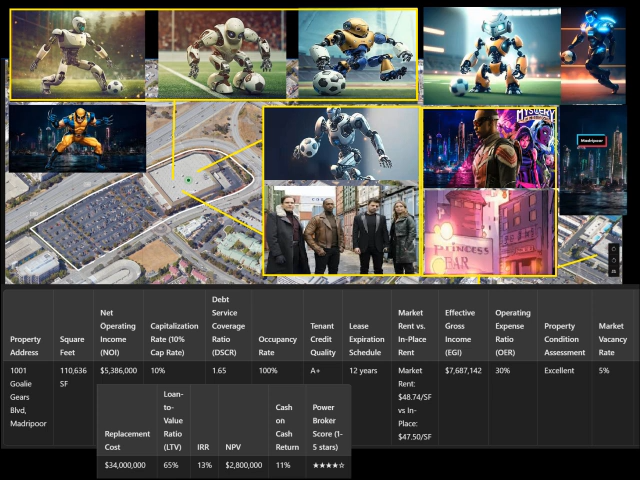 MYSTERY
Madripoor
PRINCESS
BAR
Property
Address
Square
Feet
Net
Operating
Income
(NOI)
Capitalization
Rate (10%
Cap Rate)
Debt
Service
Coverage
Ratio
(DSCR)
Occupancy
Rate
Tenant
Credit
Quality
Lease
Expiration
Schedule
Market
Rent vs.
In-Place
Rent
Effective
Gross
Income
(EGI)
Operating
Expense
Ratio
(OER)
Property
Condition
Assessment
Market
Vacancy
Rate
1001
Goalie
Gears
Blvd,
Madripoor
110,636
SF
$5,386,000
10%
1.65
100%
A+
12 years
Market
Rent:
$48.74/SF
vs In-
Place:
$47.50/SF
$7,687,142
30%
Excellent
5%
Replacement
Cost
Loan-
to-
Value
Ratio
(LTV)
IRR
NPV
Cash
on
Cash
Return
Power
Broker
Score (1-
5 stars)
$34,000,000
65%
13%
$2,800,000
11%
★★★★☆